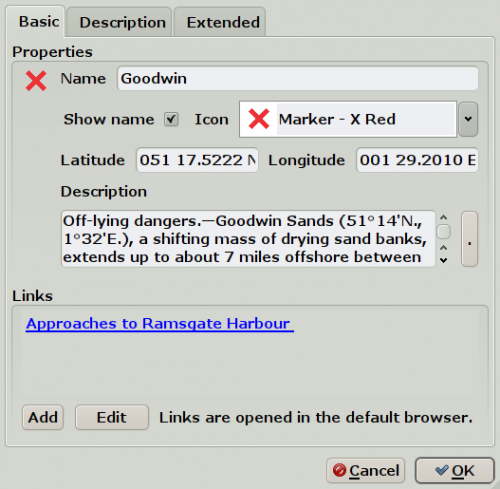 Basic Description Extended
Properties
Name Goodwin
Show name Icon Marker - X Red
Latitude 051 17.5222 N Longitude 001 29.2010 E
Description
Off-lying dangers.—Goodwin Sands (51°14'N.,
1°32'E.), a shifting mass of drying sand banks,
extends up to about 7 miles offshore between
.
Links
Approaches to Ramsgate Harbour
Add Edit Links are opened in the default browser.
Cancel OK